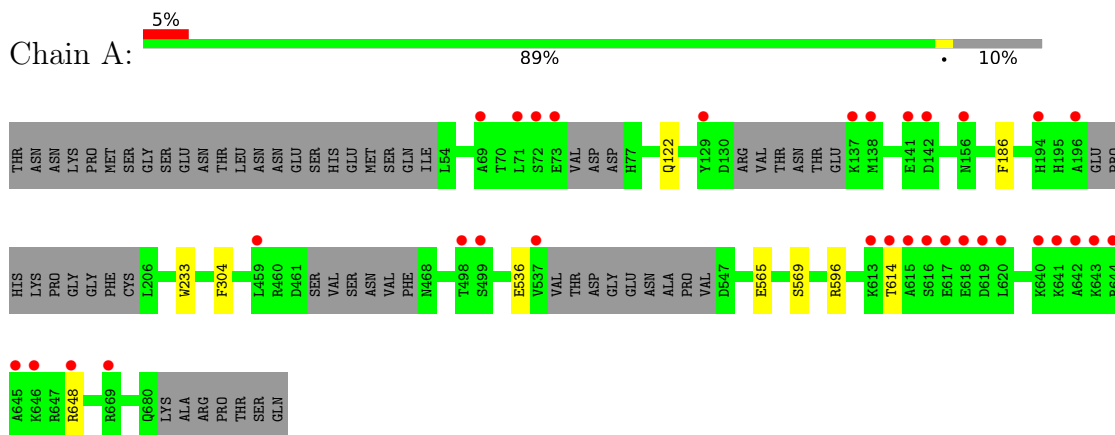 5%
Chain A:
89%
•
10%
THR ASN ASN LYS PRO MET SER GLY SER GLU ASN THR LEU ASN ASN GLU SER HIS GLU MET SER GLN ILE L54 A69 T70 L71 S72 E73 VAL ASP ASP H77 Q122 Y129 D130 ARG VAL THR ASN THR GLU K137 M138 E141 D142 N156 F186 H194 H195 A196 GLU PRO
HIS LYS PRO GLY GLY PHE CYS L206 W233 F304 L459 R460 D461 SER VAL SER ASN VAL PHE N468 T498 S499 E536 V537 VAL THR ASP GLY GLU ASN ALA PRO VAL D547 E565 S569 R596 K613 T614 A615 S616 E617 E618 D619 L620 K640 K641 A642 K643
A645 K646 R647 R648 R669 Q680 LYS ALA ARG PRO THR SER GLN